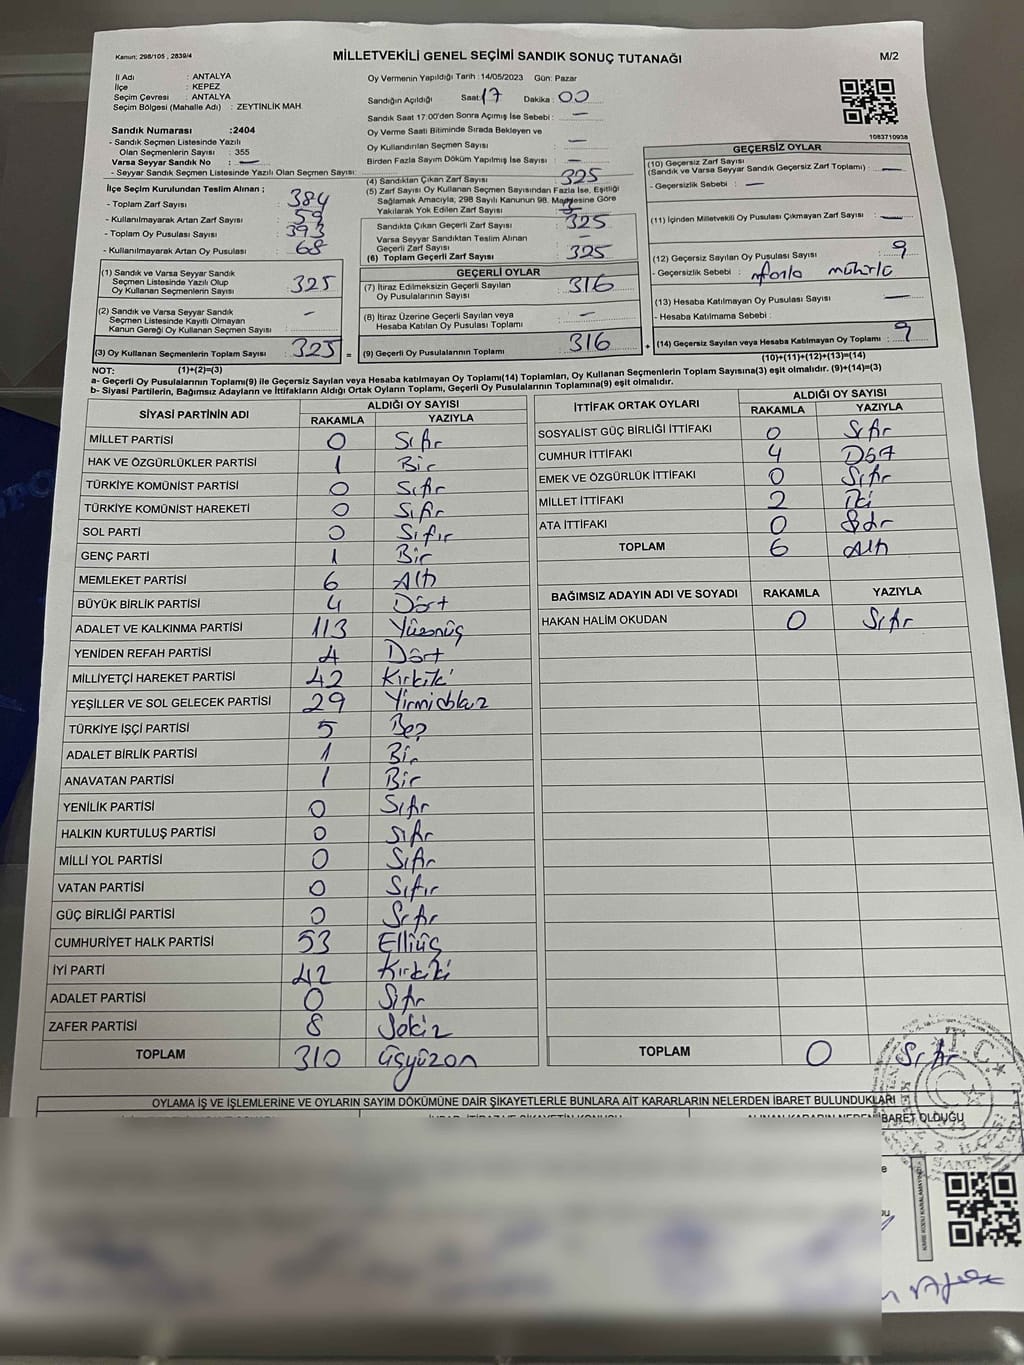 Kanun: 298/105 , 2839/4
MİLLETVEKİLİ GENEL SEÇİMİ SANDIK SONUÇ TUTANAĞI
M/2
İl Adı : ANTALYA
İlçe : KEPEZ
Seçim Çevresi : ANTALYA
Seçim Bölgesi (Mahalle Adı) : ZEYTİNLİK MAH.
Oy Vermenin Yapıldığı Tarih : 14/05/2023 Gün: Pazar
Sandığın Açıldığı Saat: 17 Dakika : 00
Sandık Saat 17:00'den Sonra Açımış İse Sebebi : —
Oy Verme Saati Bitiminde Sırada Bekleyen ve
Oy Kullandırılan Seçmen Sayısı : —
Birden Fazla Sayım Döküm Yapılmış İse Sayısı : —
1083710938
Sandık Numarası :2404
- Sandık Seçmen Listesinde Yazılı
Olan Seçmenlerin Sayısı : 355
Varsa Seyyar Sandık No : —
- Seyyar Sandık Seçmen Listesinde Yazılı Olan Seçmen Sayısı:
İlçe Seçim Kurulundan Teslim Alınan ;
- Toplam Zarf Sayısı : 384
- Kullanılmayarak Artan Zarf Sayısı : 59
- Toplam Oy Pusulası Sayısı : 393
- Kullanılmayarak Artan Oy Pusulası : 68
(1) Sandık ve Varsa Seyyar Sandık
Seçmen Listesinde Yazılı Olup
Oy Kullanan Seçmenlerin Sayısı 325
(2) Sandık ve Varsa Seyyar Sandık
Seçmen Listesinde Kayıtlı Olmayan
Kanun Gereği Oy Kullanan Seçmen Sayısı : –
(3) Oy Kullanan Seçmenlerin Toplam Sayısı : 325 =
(1)+(2)=(3)
(4) Sandıktan Çıkan Zarf Sayısı : 325
(5) Zarf Sayısı Oy Kullanan Seçmen Sayısından Fazla İse, Eşitliği
Sağlamak Amacıyla; 298 Sayılı Kanunun 98. Maddesine Göre
Yakılarak Yok Edilen Zarf Sayısı
Sandıkta Çıkan Geçerli Zarf Sayısı : 325
Varsa Seyyar Sandıktan Teslim Alınan
Geçerli Zarf Sayısı –
(6) Toplam Geçerli Zarf Sayısı : 325
GEÇERLİ OYLAR
(7) İtiraz Edilmeksizin Geçerli Sayılan
Oy Pusulalarının Sayısı : 316
(8) İtiraz Üzerine Geçerli Sayılan veya
Hesaba Katılan Oy Pusulası Toplamı : –
(9) Geçerli Oy Pusulalarının Toplamı : 316 +
GEÇERSİZ OYLAR
(10) Geçersiz Zarf Sayısı
(Sandık ve Varsa Seyyar Sandık Geçersiz Zarf Toplamı) : —
- Geçersizlik Sebebi : —
(11) İçinden Milletvekili Oy Pusulası Çıkmayan Zarf Sayısı : —
(12) Geçersiz Sayılan Oy Pusulası Sayısı : 9
- Geçersizlik Sebebi : fazla mühürle
(13) Hesaba Katılmayan Oy Pusulası Sayısı : —
- Hesaba Katılmama Sebebi :
(14) Geçersiz Sayılan veya Hesaba Katılmayan Oy Toplamı : 9
(10)+(11)+(12)+(13)=(14)
NOT:
a- Geçerli Oy Pusulalarının Toplamı(9) ile Geçersiz Sayılan veya Hesaba katılmayan Oy Toplamı(14) Toplamları, Oy Kullanan Seçmenlerin Toplam Sayısına(3) eşit olmalıdır. (9)+(14)=(3)
b- Siyasi Partilerin, Bağımsız Adayların ve İttifakların Aldığı Ortak Oyların Toplamı, Geçerli Oy Pusulalarının Toplamına(9) eşit olmalıdır.
SİYASİ PARTİNİN ADI ALDIĞI OY SAYISI
RAKAMLA YAZIYLA
MİLLET PARTİSİ 0 Sıfır
HAK VE ÖZGÜRLÜKLER PARTİSİ 1 Bir
TÜRKİYE KOMÜNİST PARTİSİ 0 Sıfır
TÜRKİYE KOMÜNİST HAREKETİ 0 Sıfır
SOL PARTİ 0 Sıfır
GENÇ PARTİ 1 Bir
MEMLEKET PARTİSİ 6 Altı
BÜYÜK BİRLİK PARTİSİ 4 Dört
ADALET VE KALKINMA PARTİSİ 113 Yüzonüç
YENİDEN REFAH PARTİSİ 4 Dört
MİLLİYETÇİ HAREKET PARTİSİ 42 Kırkiki
YEŞİLLER VE SOL GELECEK PARTİSİ 29 Yirmidokuz
TÜRKİYE İŞÇİ PARTİSİ 5 Beş
ADALET BİRLİK PARTİSİ 1 Bir
ANAVATAN PARTİSİ 1 Bir
YENİLİK PARTİSİ 0 Sıfır
HALKIN KURTULUŞ PARTİSİ 0 Sıfır
MİLLİ YOL PARTİSİ 0 Sıfır
VATAN PARTİSİ 0 Sıfır
GÜÇ BİRLİĞİ PARTİSİ 0 Sıfır
CUMHURİYET HALK PARTİSİ 53 Elliüç
İYİ PARTİ 42 Kırkiki
ADALET PARTİSİ 0 Sıfır
ZAFER PARTİSİ 8 Sekiz
TOPLAM 310 üçyüzon
İTTİFAK ORTAK OYLARI ALDIĞI OY SAYISI
RAKAMLA YAZIYLA
SOSYALİST GÜÇ BİRLİĞİ İTTİFAKI 0 Sıfır
CUMHUR İTTİFAKI 4 Dört
EMEK VE ÖZGÜRLÜK İTTİFAKI 0 Sıfır
MİLLET İTTİFAKI 2 iki
ATA İTTİFAKI 0 Sıfır
TOPLAM 6 Altı
BAĞIMSIZ ADAYIN ADI VE SOYADI RAKAMLA YAZIYLA
HAKAN HALİM OKUDAN 0 Sıfır
TOPLAM 0 Sıfır
T.C.
OYLAMA İŞ VE İŞLEMLERİNE VE OYLARIN SAYIM DÖKÜMÜNE DAİR ŞİKAYETLERLE BUNLARA AİT KARARLARIN NELERDEN İBARET BULUNDUKLARI
İBARET OLDUĞU